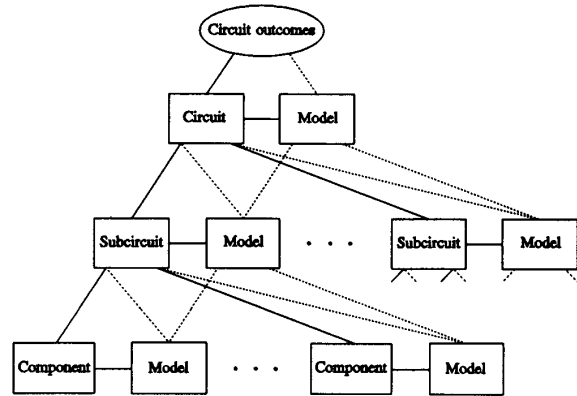 Circuit outcomes
Circuit
Model
Subcircuit
Model
. . .
Subcircuit
Model
Component
Model
. . .
Component
Model